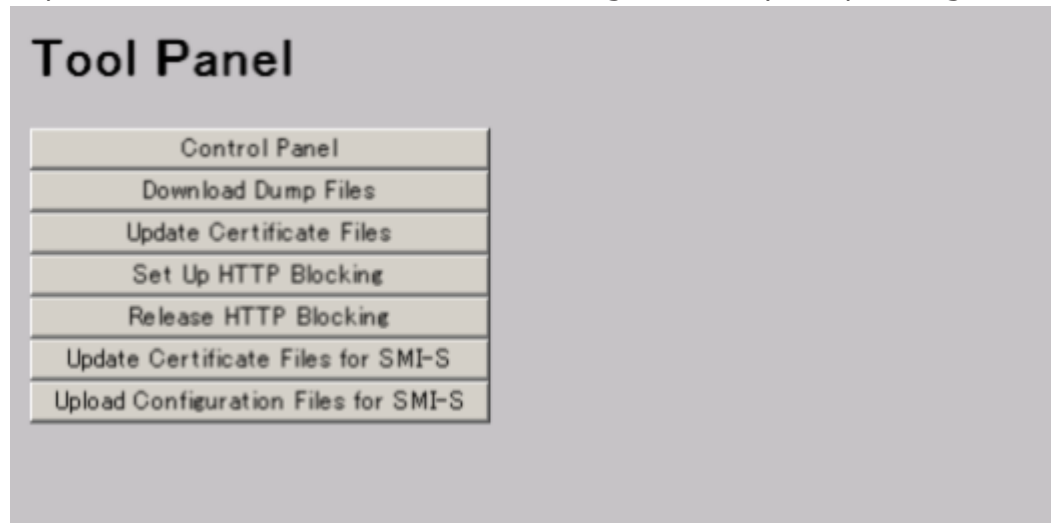 Tool Panel
Control Panel
Download Dump Files
Update Certificate Files
Set Up HTTP Blocking
Release HTTP Blocking
Update Certificate Files for SMI-S
Upload Configuration Files for SMI-S